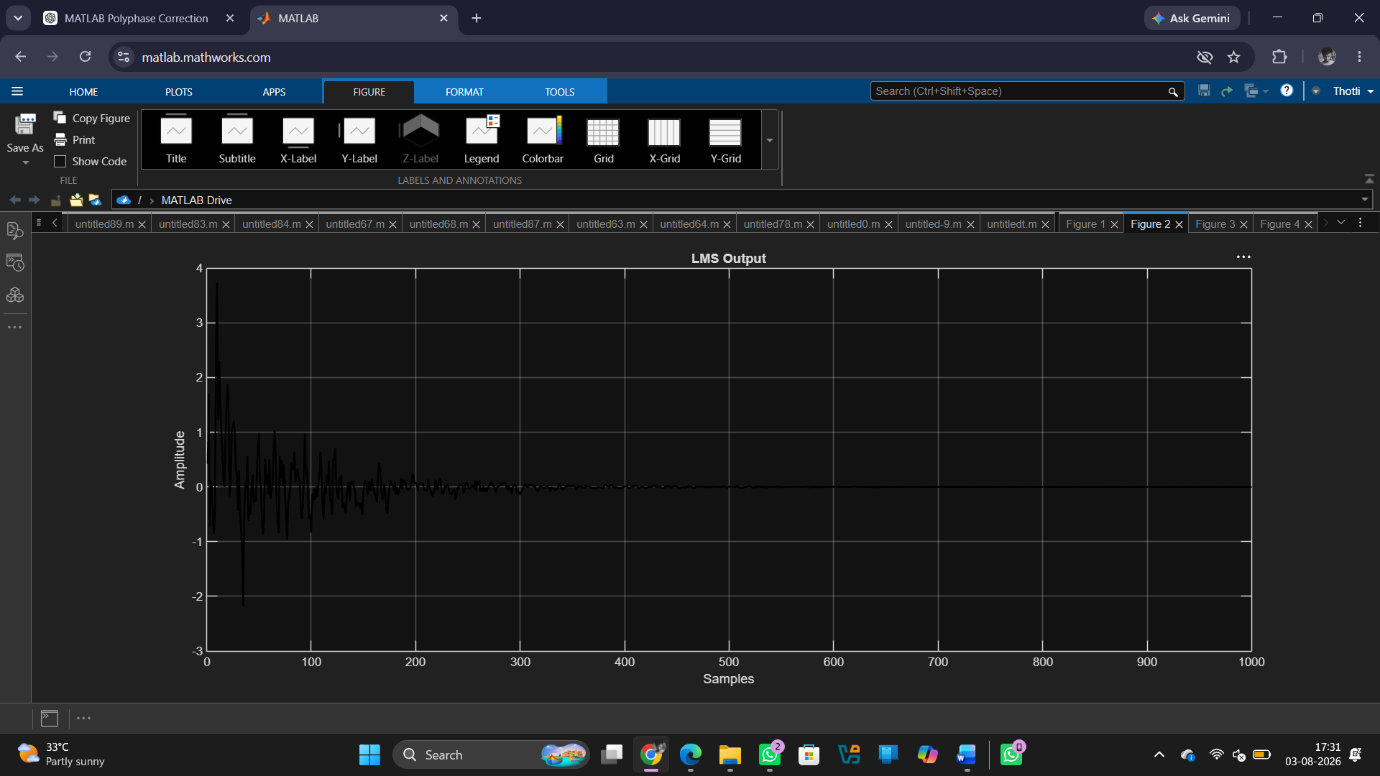 MATLAB Polyphase Correction
MATLAB
Ask Gemini
matlab.mathworks.com
HOME PLOTS APPS FIGURE FORMAT TOOLS
Search (Ctrl+Shift+Space)
Thotli
Save As
Copy Figure
Print
Show Code
FILE
Title Subtitle X-Label Y-Label Z-Label Legend Colorbar Grid X-Grid Y-Grid
LABELS AND ANNOTATIONS
/ › MATLAB Drive
untitled89.m untitled83.m untitled84.m untitled67.m untitled68.m untitled87.m untitled63.m untitled64.m untitled78.m untitled0.m untitled-9.m untitledt.m Figure 1 Figure 2 Figure 3 Figure 4
LMS Output
4
3
2
1
0
-1
-2
-3
Amplitude
0 100 200 300 400 500 600 700 800 900 1000
Samples
33°C
Partly sunny
Search
2
17:31
03-08-2026